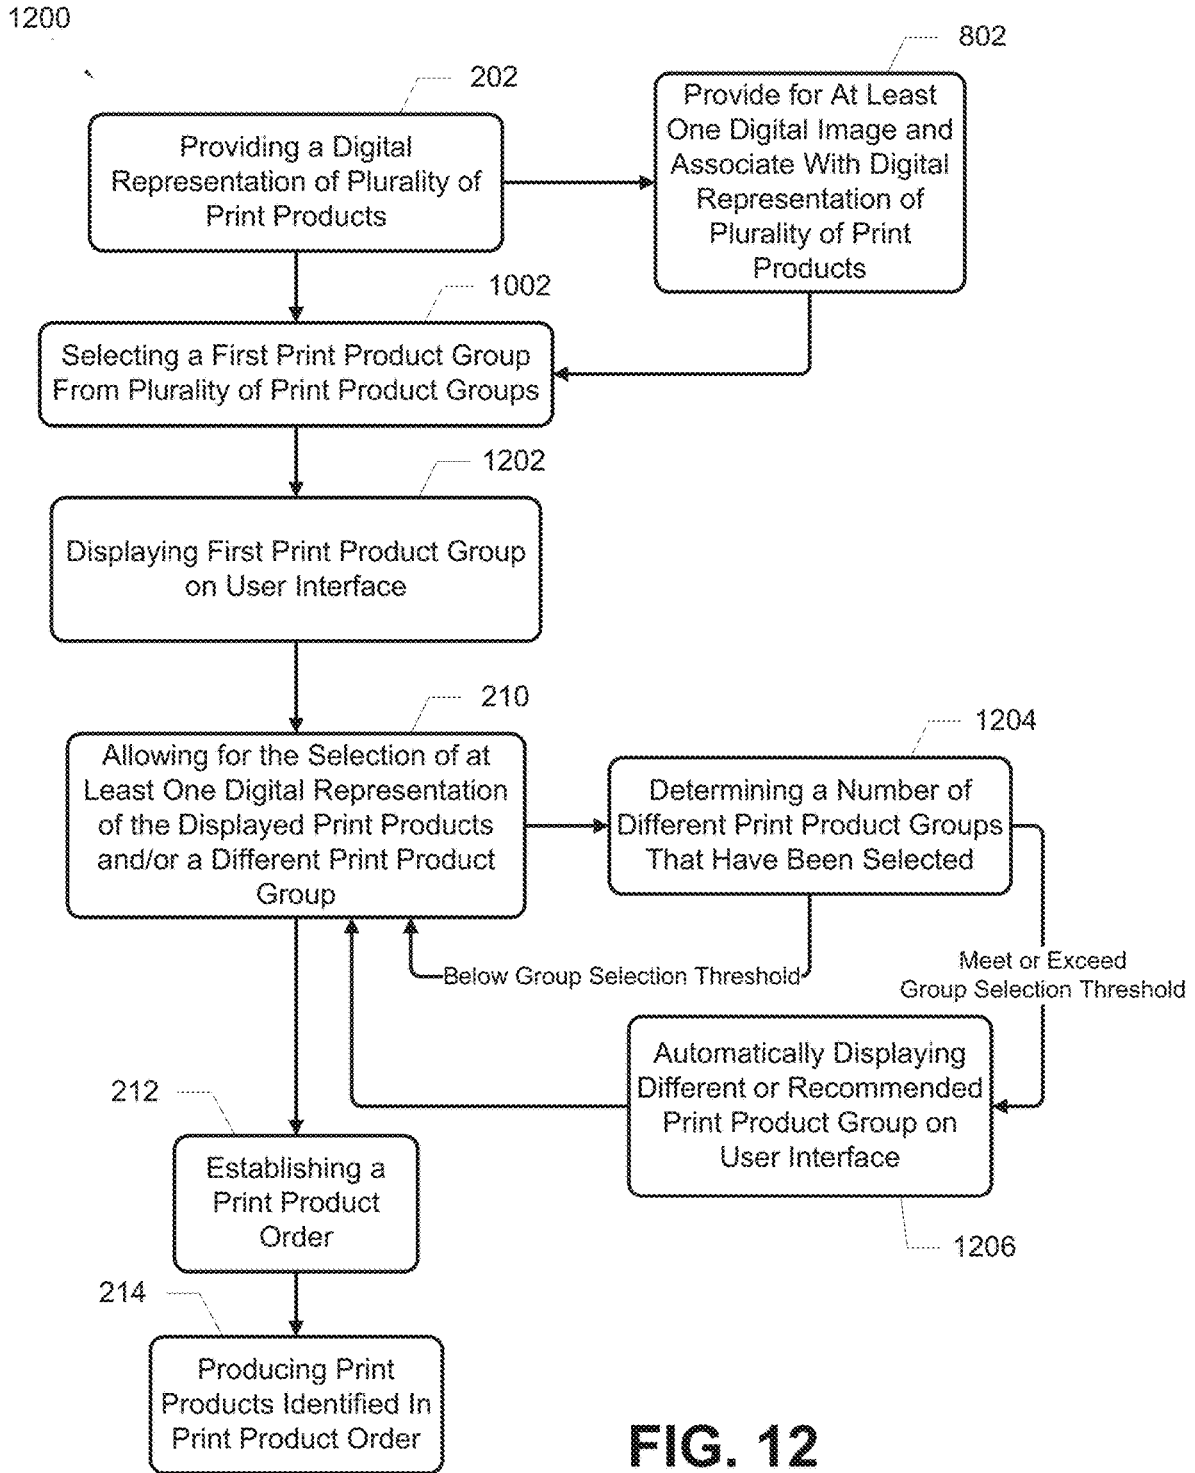 1200
202
802
Providing a Digital
Representation of Plurality of
Print Products
Provide for At Least
One Digital Image and
Associate With Digital
Representation of
Plurality of Print
Products
1002
Selecting a First Print Product Group
From Plurality of Print Product Groups
1202
Displaying First Print Product Group
on User Interface
210
Allowing for the Selection of at
Least One Digital Representation
of the Displayed Print Products
and/or a Different Print Product
Group
1204
Determining a Number of
Different Print Product Groups
That Have Been Selected
Below Group Selection Threshold
Meet or Exceed
Group Selection Threshold
Automatically Displaying
Different or Recommended
Print Product Group on
User Interface
1206
212
Establishing a
Print Product
Order
214
Producing Print
Products Identified In
Print Product Order
FIG. 12